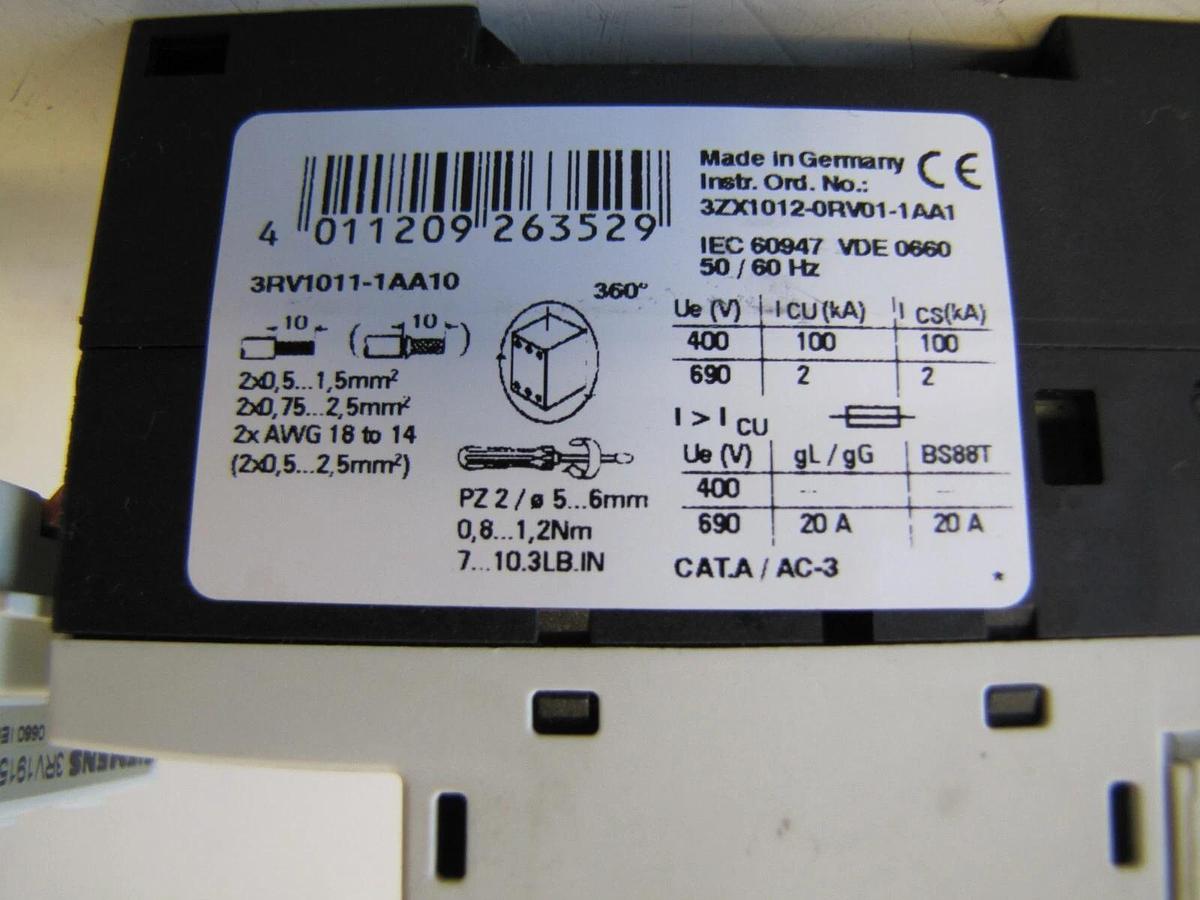 4 011209 263529
3RV1011-1AA10
10 (10)
2x0,5...1,5mm²
2x0,75...2,5mm²
2x AWG 18 to 14
(2x0,5...2,5mm²)
360°
PZ 2 / ø 5...6mm
0,8...1,2Nm
7...10.3LB.IN
Made in Germany CE
Instr. Ord. No.:
3ZX1012-0RV01-1AA1
IEC 60947 VDE 0660
50 / 60 Hz
Ue (V) I CU (kA) I CS(kA)
400 100 100
690 2 2
I > I CU
Ue (V) gL / gG BS88T
400 -- --
690 20 A 20 A
CAT.A / AC-3 *
SIEMENS 3RV1915